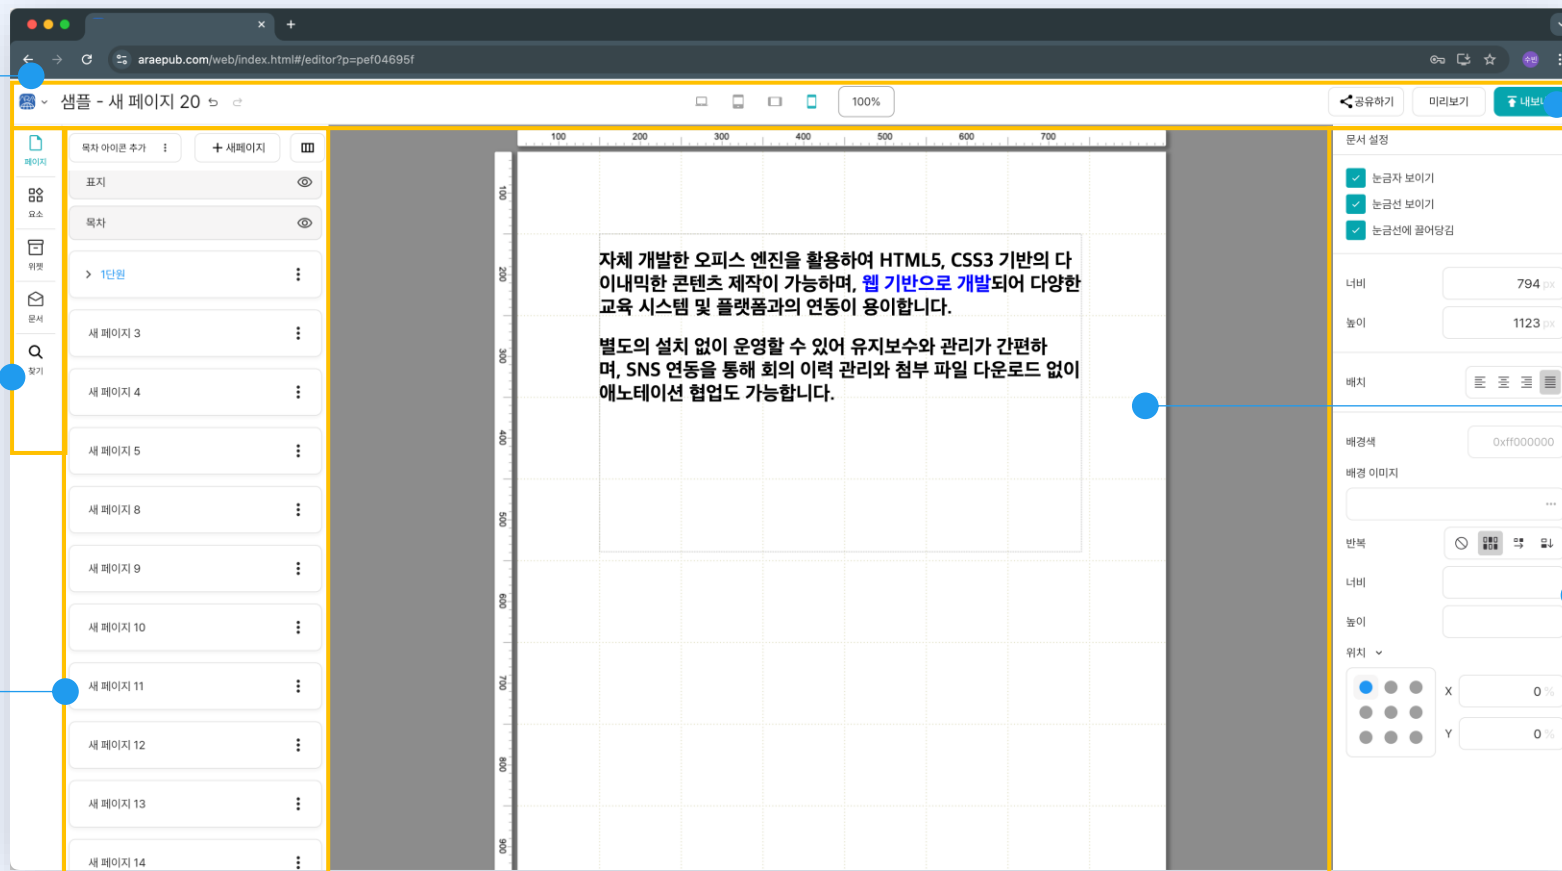 araepub.com/web/index.html#/editor?p=pef04695f
수빈
샘플 - 새 페이지 20
100%
공유하기
미리보기
페이지
요소
위젯
문서
찾기
목차 아이콘 추가
+ 새페이지
표지
목차
1단원
새 페이지 3
새 페이지 4
새 페이지 5
새 페이지 8
새 페이지 9
새 페이지 10
새 페이지 11
새 페이지 12
새 페이지 13
새 페이지 14
100 200 300 400 500 600 700
100
200
300
400
500
600
700
800
900
자체 개발한 오피스 엔진을 활용하여 HTML5, CSS3 기반의 다
이내믹한 콘텐츠 제작이 가능하며, 웹 기반으로 개발되어 다양한
교육 시스템 및 플랫폼과의 연동이 용이합니다.
별도의 설치 없이 운영할 수 있어 유지보수와 관리가 간편하
며, SNS 연동을 통해 회의 이력 관리와 첨부 파일 다운로드 없이
애노테이션 협업도 가능합니다.
문서 설정
눈금자 보이기
눈금선 보이기
눈금선에 끌어당김
너비
794 px
높이
1123 px
배치
배경색
0xff000000
배경 이미지
...
반복
너비
높이
위치
X
0 %
Y
0 %